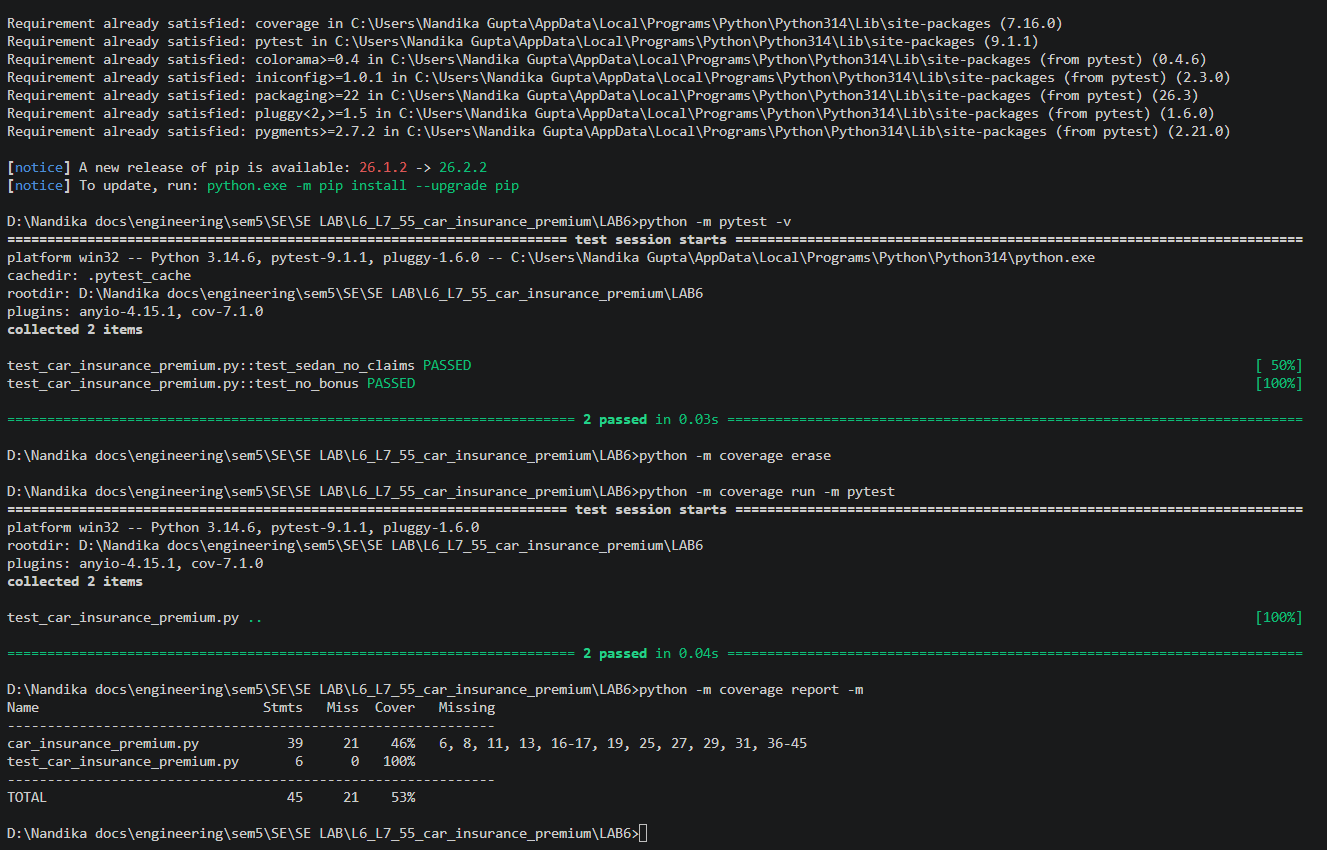 Requirement already satisfied: coverage in C:\Users\Nandika Gupta\AppData\Local\Programs\Python\Python314\Lib\site-packages (7.16.0)
Requirement already satisfied: pytest in C:\Users\Nandika Gupta\AppData\Local\Programs\Python\Python314\Lib\site-packages (9.1.1)
Requirement already satisfied: colorama>=0.4 in C:\Users\Nandika Gupta\AppData\Local\Programs\Python\Python314\Lib\site-packages (from pytest) (0.4.6)
Requirement already satisfied: iniconfig>=1.0.1 in C:\Users\Nandika Gupta\AppData\Local\Programs\Python\Python314\Lib\site-packages (from pytest) (2.3.0)
Requirement already satisfied: packaging>=22 in C:\Users\Nandika Gupta\AppData\Local\Programs\Python\Python314\Lib\site-packages (from pytest) (26.3)
Requirement already satisfied: pluggy<2,>=1.5 in C:\Users\Nandika Gupta\AppData\Local\Programs\Python\Python314\Lib\site-packages (from pytest) (1.6.0)
Requirement already satisfied: pygments>=2.7.2 in C:\Users\Nandika Gupta\AppData\Local\Programs\Python\Python314\Lib\site-packages (from pytest) (2.21.0)

[notice] A new release of pip is available: 26.1.2 -> 26.2.2
[notice] To update, run: python.exe -m pip install --upgrade pip

D:\Nandika docs\engineering\sem5\SE\SE LAB\L6_L7_55_car_insurance_premium\LAB6>python -m pytest -v
====================================================================== test session starts =======================================================================
platform win32 -- Python 3.14.6, pytest-9.1.1, pluggy-1.6.0 -- C:\Users\Nandika Gupta\AppData\Local\Programs\Python\Python314\python.exe
cachedir: .pytest_cache
rootdir: D:\Nandika docs\engineering\sem5\SE\SE LAB\L6_L7_55_car_insurance_premium\LAB6
plugins: anyio-4.15.1, cov-7.1.0
collected 2 items

test_car_insurance_premium.py::test_sedan_no_claims PASSED [ 50%]
test_car_insurance_premium.py::test_no_bonus PASSED [100%]

======================================================================= 2 passed in 0.03s ========================================================================

D:\Nandika docs\engineering\sem5\SE\SE LAB\L6_L7_55_car_insurance_premium\LAB6>python -m coverage erase

D:\Nandika docs\engineering\sem5\SE\SE LAB\L6_L7_55_car_insurance_premium\LAB6>python -m coverage run -m pytest
====================================================================== test session starts =======================================================================
platform win32 -- Python 3.14.6, pytest-9.1.1, pluggy-1.6.0
rootdir: D:\Nandika docs\engineering\sem5\SE\SE LAB\L6_L7_55_car_insurance_premium\LAB6
plugins: anyio-4.15.1, cov-7.1.0
collected 2 items

test_car_insurance_premium.py .. [100%]

======================================================================= 2 passed in 0.04s ========================================================================

D:\Nandika docs\engineering\sem5\SE\SE LAB\L6_L7_55_car_insurance_premium\LAB6>python -m coverage report -m
Name                            Stmts   Miss  Cover   Missing
-------------------------------------------------------------
car_insurance_premium.py           39     21    46%   6, 8, 11, 13, 16-17, 19, 25, 27, 29, 31, 36-45
test_car_insurance_premium.py       6      0   100%
-------------------------------------------------------------
TOTAL                              45     21    53%

D:\Nandika docs\engineering\sem5\SE\SE LAB\L6_L7_55_car_insurance_premium\LAB6>